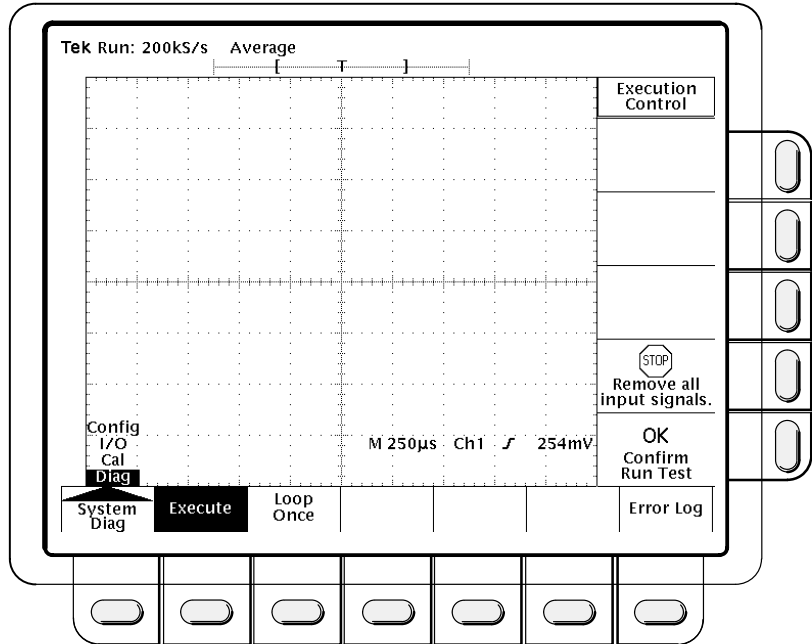 Tek Run: 200kS/s Average
[ T ]
Execution
Control
STOP
Remove all
input signals.
Config
I/O
Cal
Diag
M 250µs Ch1 254mV
OK
Confirm
Run Test
System
Diag
Execute
Loop
Once
Error Log